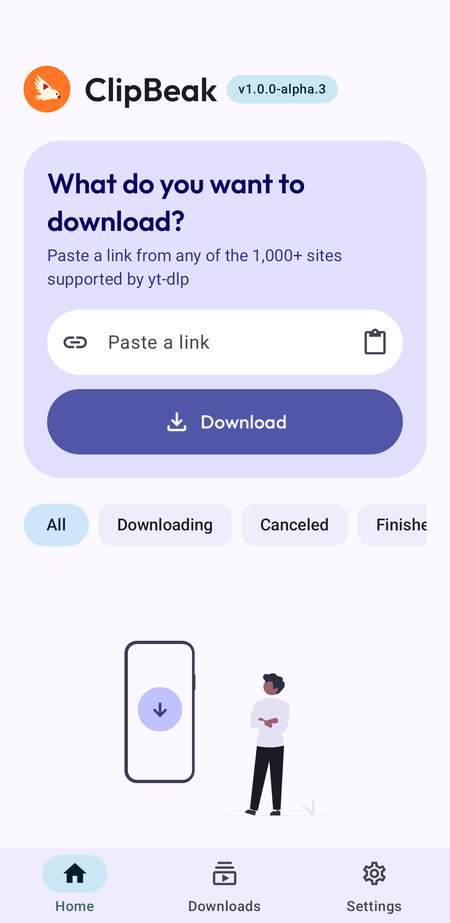 ClipBeak v1.0.0-alpha.3
What do you want to
download?
Paste a link from any of the 1,000+ sites
supported by yt-dlp
Paste a link
Download
All Downloading Canceled Finishe
Home Downloads Settings